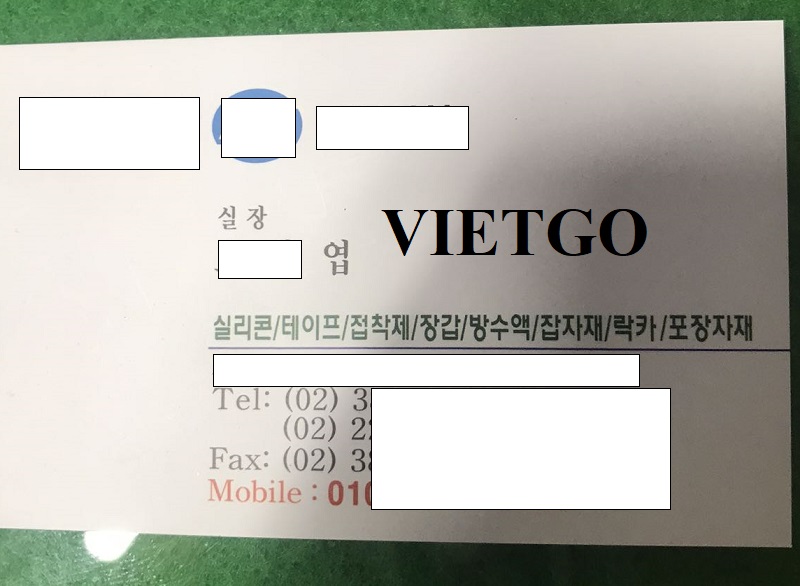 실 장
VIETGO
엽
실리콘/테이프/접착제/장갑/방수액/잡자재/락카/포장자재
Tel: (02) 3
(02) 2
Fax: (02) 38
Mobile : 010